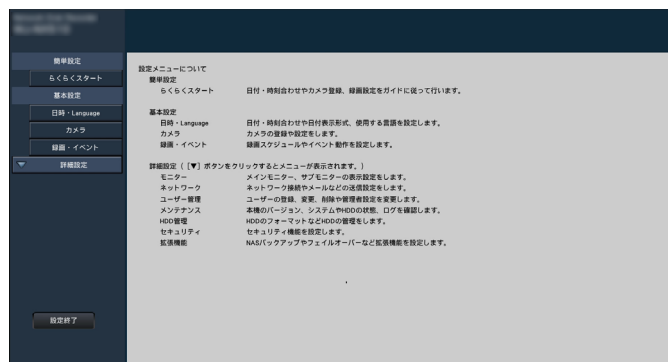 簡単設定
らくらくスタート
基本設定
日時・Language
カメラ
録画・イベント
▼ 詳細設定
設定終了
設定メニューについて
簡単設定
らくらくスタート 日付・時刻合わせやカメラ登録、録画設定をガイドに従って行います。
基本設定
日時・Language 日付・時刻合わせや日付表示形式、使用する言語を設定します。
カメラ カメラの登録や設定をします。
録画・イベント 録画スケジュールやイベント動作を設定します。
詳細設定（［▼］ボタンをクリックするとメニューが表示されます。）
モニター メインモニター、サブモニターの表示設定をします。
ネットワーク ネットワーク接続やメールなどの送信設定をします。
ユーザー管理 ユーザーの登録、変更、削除や管理者設定を変更します。
メンテナンス 本機のバージョン、システムやHDDの状態、ログを確認します。
HDD管理 HDDのフォーマットなどHDDの管理をします。
セキュリティ セキュリティ機能を設定します。
拡張機能 NASバックアップやフェイルオーバーなど拡張機能を設定します。